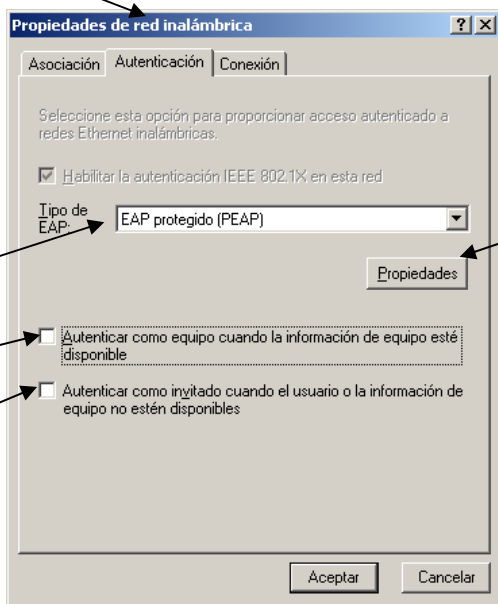 Propiedades de red inalámbrica
Asociación Autenticación Conexión
Seleccione esta opción para proporcionar acceso autenticado a
redes Ethernet inalámbricas.
Habilitar la autenticación IEEE 802.1X en esta red
Tipo de
EAP: EAP protegido (PEAP)
Propiedades
Autenticar como equipo cuando la información de equipo esté
disponible
Autenticar como invitado cuando el usuario o la información de
equipo no estén disponibles
Aceptar Cancelar